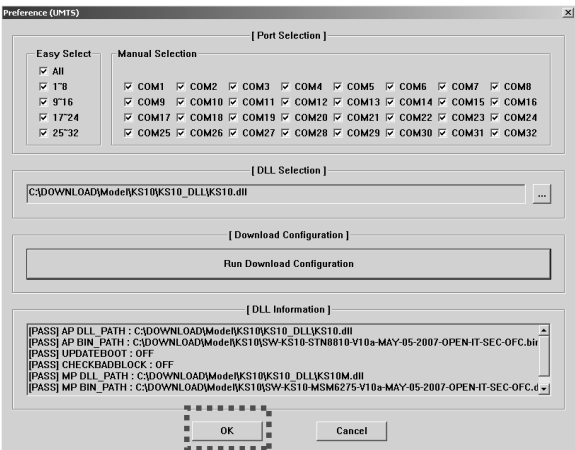 Preference (UMTS)
[ Port Selection ]
Easy Select
Manual Selection
All
1~8
COM1 COM2 COM3 COM4 COM5 COM6 COM7 COM8
9~16
COM9 COM10 COM11 COM12 COM13 COM14 COM15 COM16
17~24
COM17 COM18 COM19 COM20 COM21 COM22 COM23 COM24
25~32
COM25 COM26 COM27 COM28 COM29 COM30 COM31 COM32
[ DLL Selection ]
C:\DOWNLOAD\Model\KS10\KS10_DLL\KS10.dll
...
[ Download Configuration ]
Run Download Configuration
[ DLL Information ]
[PASS] AP DLL_PATH : C:\DOWNLOAD\Model\KS10\KS10_DLL\KS10.dll
[PASS] AP BIN_PATH : C:\DOWNLOAD\Model\KS10\SW-KS10-STN8810-V10a-MAY-05-2007-OPEN-IT-SEC-OFC.bin
[PASS] UPDATEBOOT : OFF
[PASS] CHECKBADBLOCK : OFF
[PASS] MP DLL_PATH : C:\DOWNLOAD\Model\KS10\KS10_DLL\KS10M.dll
[PASS] MP BIN_PATH : C:\DOWNLOAD\Model\KS10\SW-KS10-MSM6275-V10a-MAY-05-2007-OPEN-IT-SEC-OFC.d
OK
Cancel